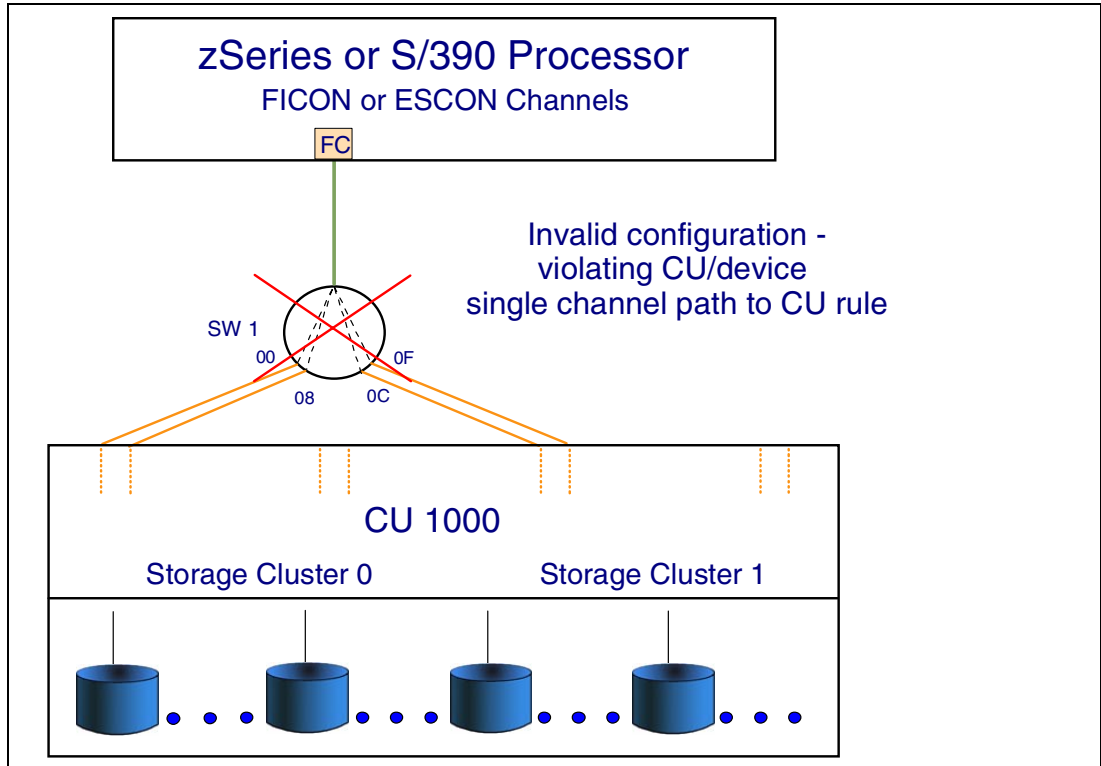 zSeries or S/390 Processor
FICON or ESCON Channels
FC
Invalid configuration -
violating CU/device
single channel path to CU rule
SW 1
00
0F
08
0C
CU 1000
Storage Cluster 0
Storage Cluster 1